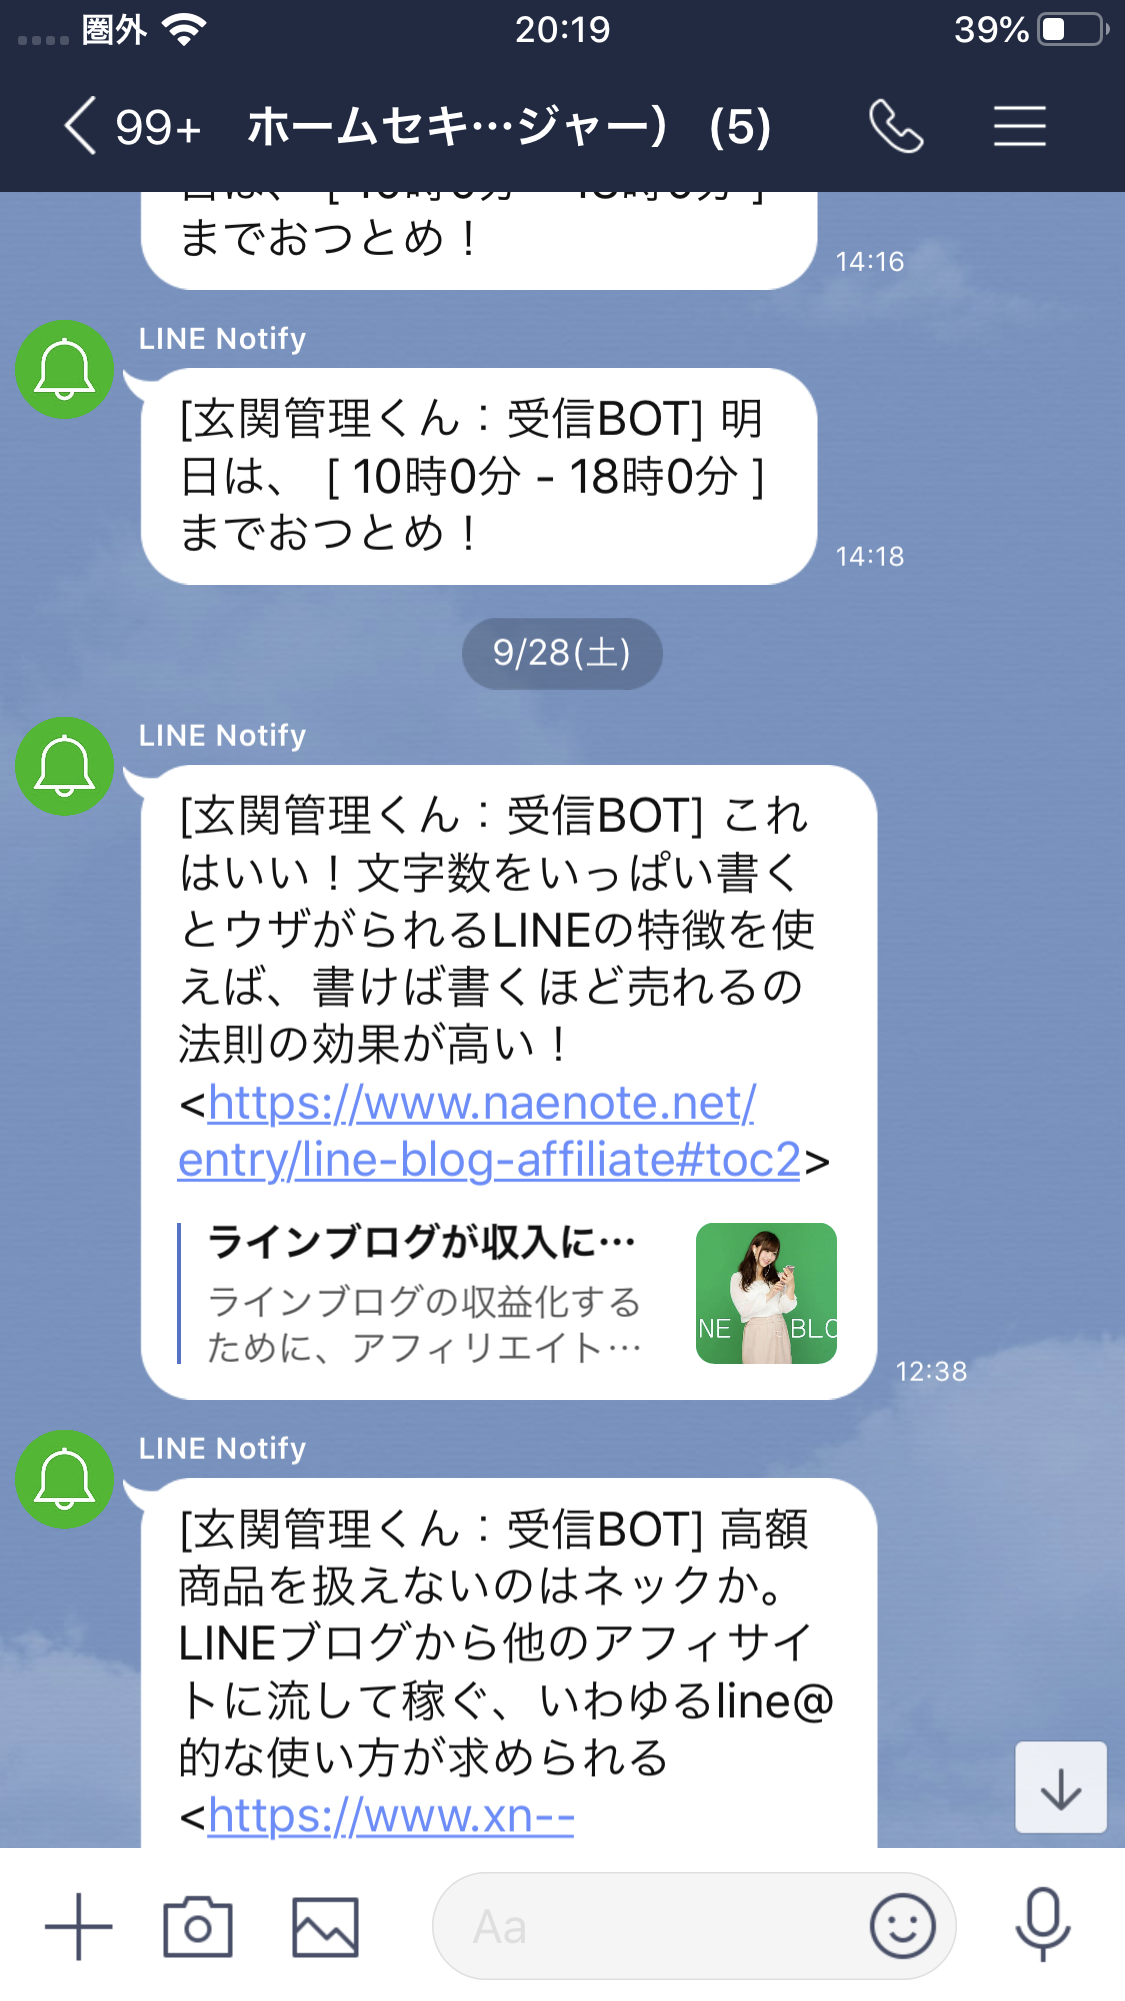 圏外 20:19 39%
99+ ホームセキ…ジャー） (5)
までおつとめ！
14:16
LINE Notify
[玄関管理くん：受信BOT] 明
日は、 [ 10時0分 - 18時0分 ]
までおつとめ！
14:18
9/28(土)
LINE Notify
[玄関管理くん：受信BOT] これ
はいい！文字数をいっぱい書く
とウザがられるLINEの特徴を使
えば、書けば書くほど売れるの
法則の効果が高い！
<https://www.naenote.net/
entry/line-blog-affiliate#toc2>
ラインブログが収入に…
ラインブログの収益化する
ために、アフィリエイト…
NE BLO
12:38
LINE Notify
[玄関管理くん：受信BOT] 高額
商品を扱えないのはネックか。
LINEブログから他のアフィサイ
トに流して稼ぐ、いわゆるline@
的な使い方が求められる
<https://www.xn--
Aa